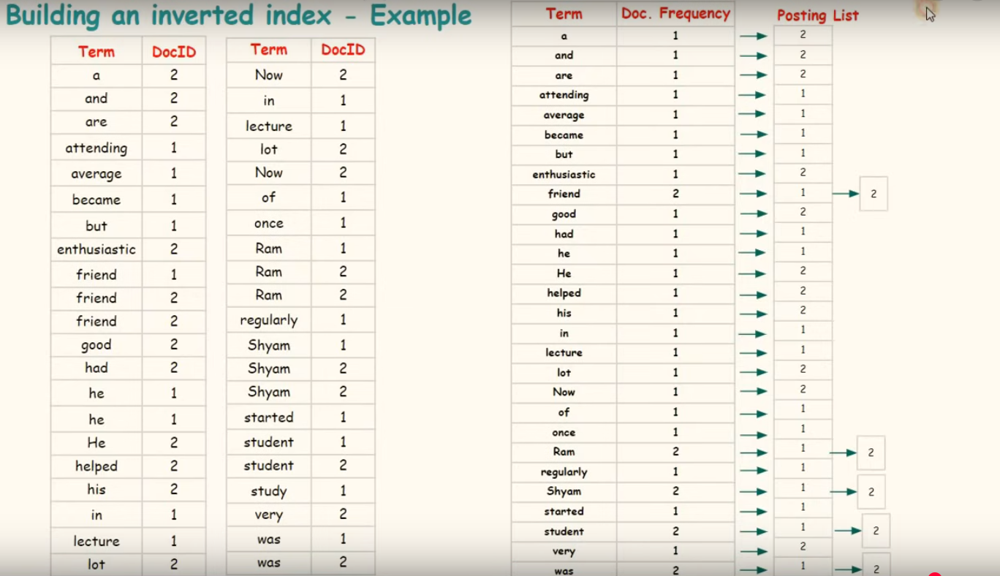 Building an inverted index - Example
Term DocID
a 2
and 2
are 2
attending 1
average 1
became 1
but 1
enthusiastic 2
friend 1
friend 2
friend 2
good 2
had 2
he 1
he 1
He 2
helped 2
his 2
in 1
lecture 1
lot 2
Term DocID
Now 2
in 1
lecture 1
lot 2
Now 2
of 1
once 1
Ram 1
Ram 2
Ram 2
regularly 1
Shyam 1
Shyam 2
Shyam 2
started 1
student 1
student 2
study 1
very 2
was 1
was 2
Term Doc. Frequency Posting List
a 1 2
and 1 2
are 1 2
attending 1 1
average 1 1
became 1 1
but 1 1
enthusiastic 1 2
friend 2 1 2
good 1 2
had 1 1
he 1 1
He 1 2
helped 1 2
his 1 2
in 1 1
lecture 1 1
lot 1 2
Now 1 2
of 1 1
once 1 1
Ram 2 1 2
regularly 1 1
Shyam 2 1 2
started 1 1
student 2 1 2
very 1 2
was 2 1 2